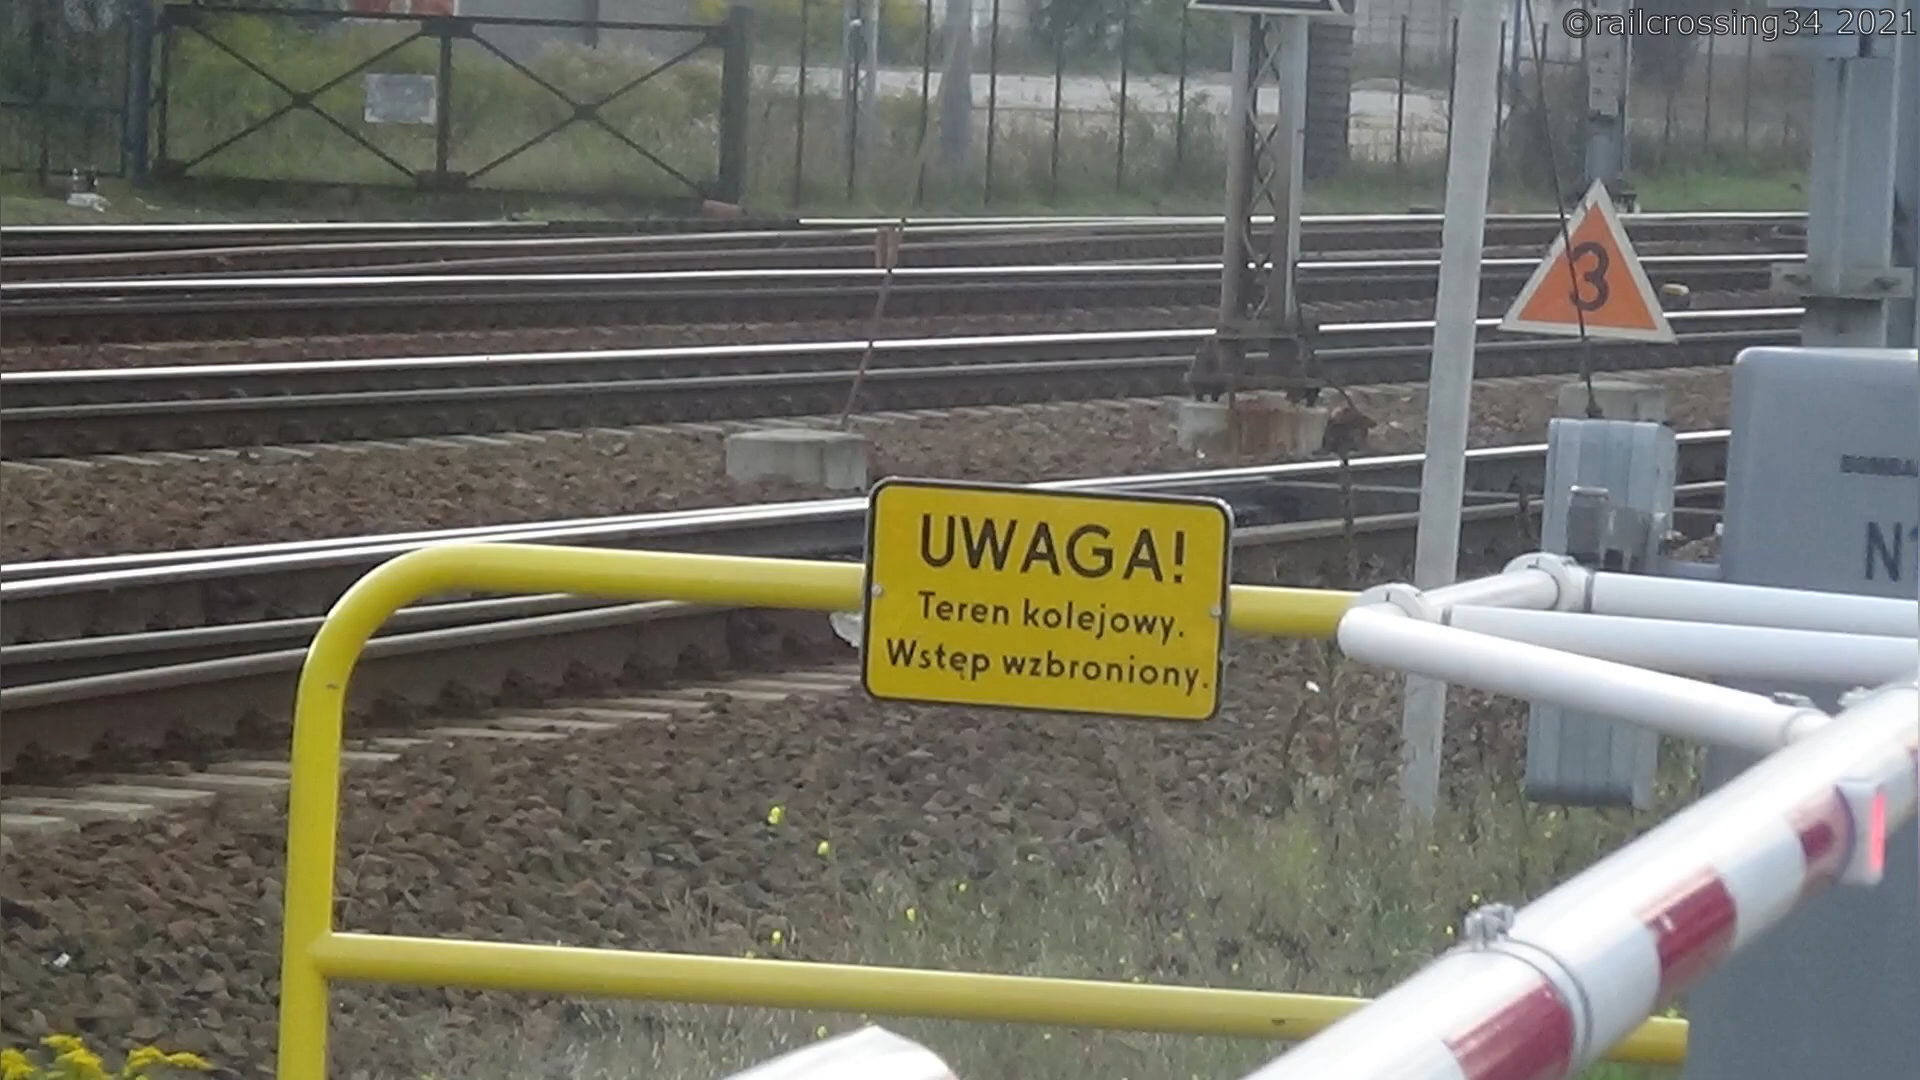 ©railcrossing34 2021
3
UWAGA!
Teren kolejowy.
Wstęp wzbroniony.